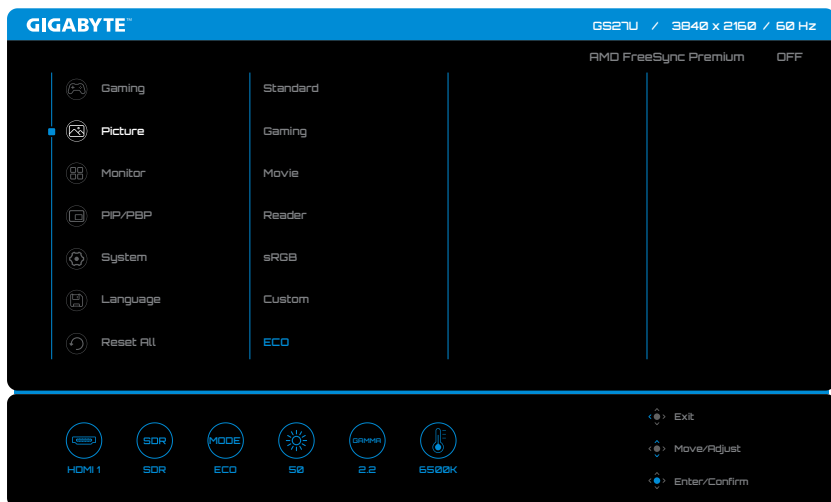 GIGABYTE™ GS27U / 3840 x 2160 / 60 Hz
AMD FreeSync Premium OFF
Gaming
Picture
Monitor
PIP/PBP
System
Language
Reset All
Standard
Gaming
Movie
Reader
sRGB
Custom
ECO
SDR
MODE
GAMMA
HDMI 1
SDR
ECO
50
2.2
6500K
Exit
Move/Adjust
Enter/Confirm